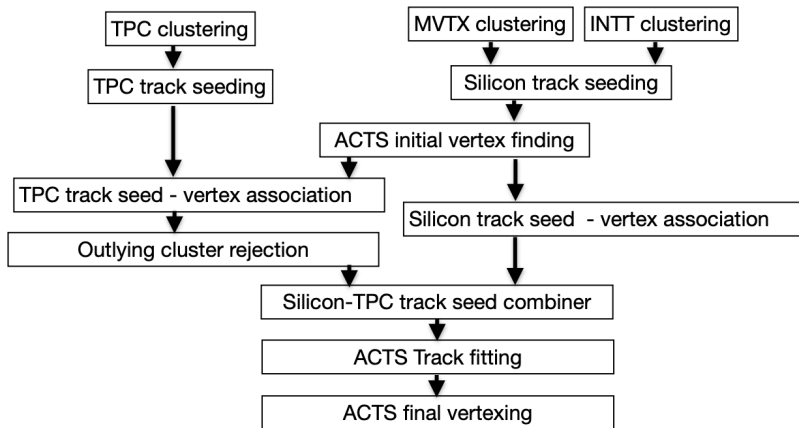 TPC clustering
MVTX clustering
INTT clustering
TPC track seeding
Silicon track seeding
ACTS initial vertex finding
TPC track seed - vertex association
Silicon track seed - vertex association
Outlying cluster rejection
Silicon-TPC track seed combiner
ACTS Track fitting
ACTS final vertexing